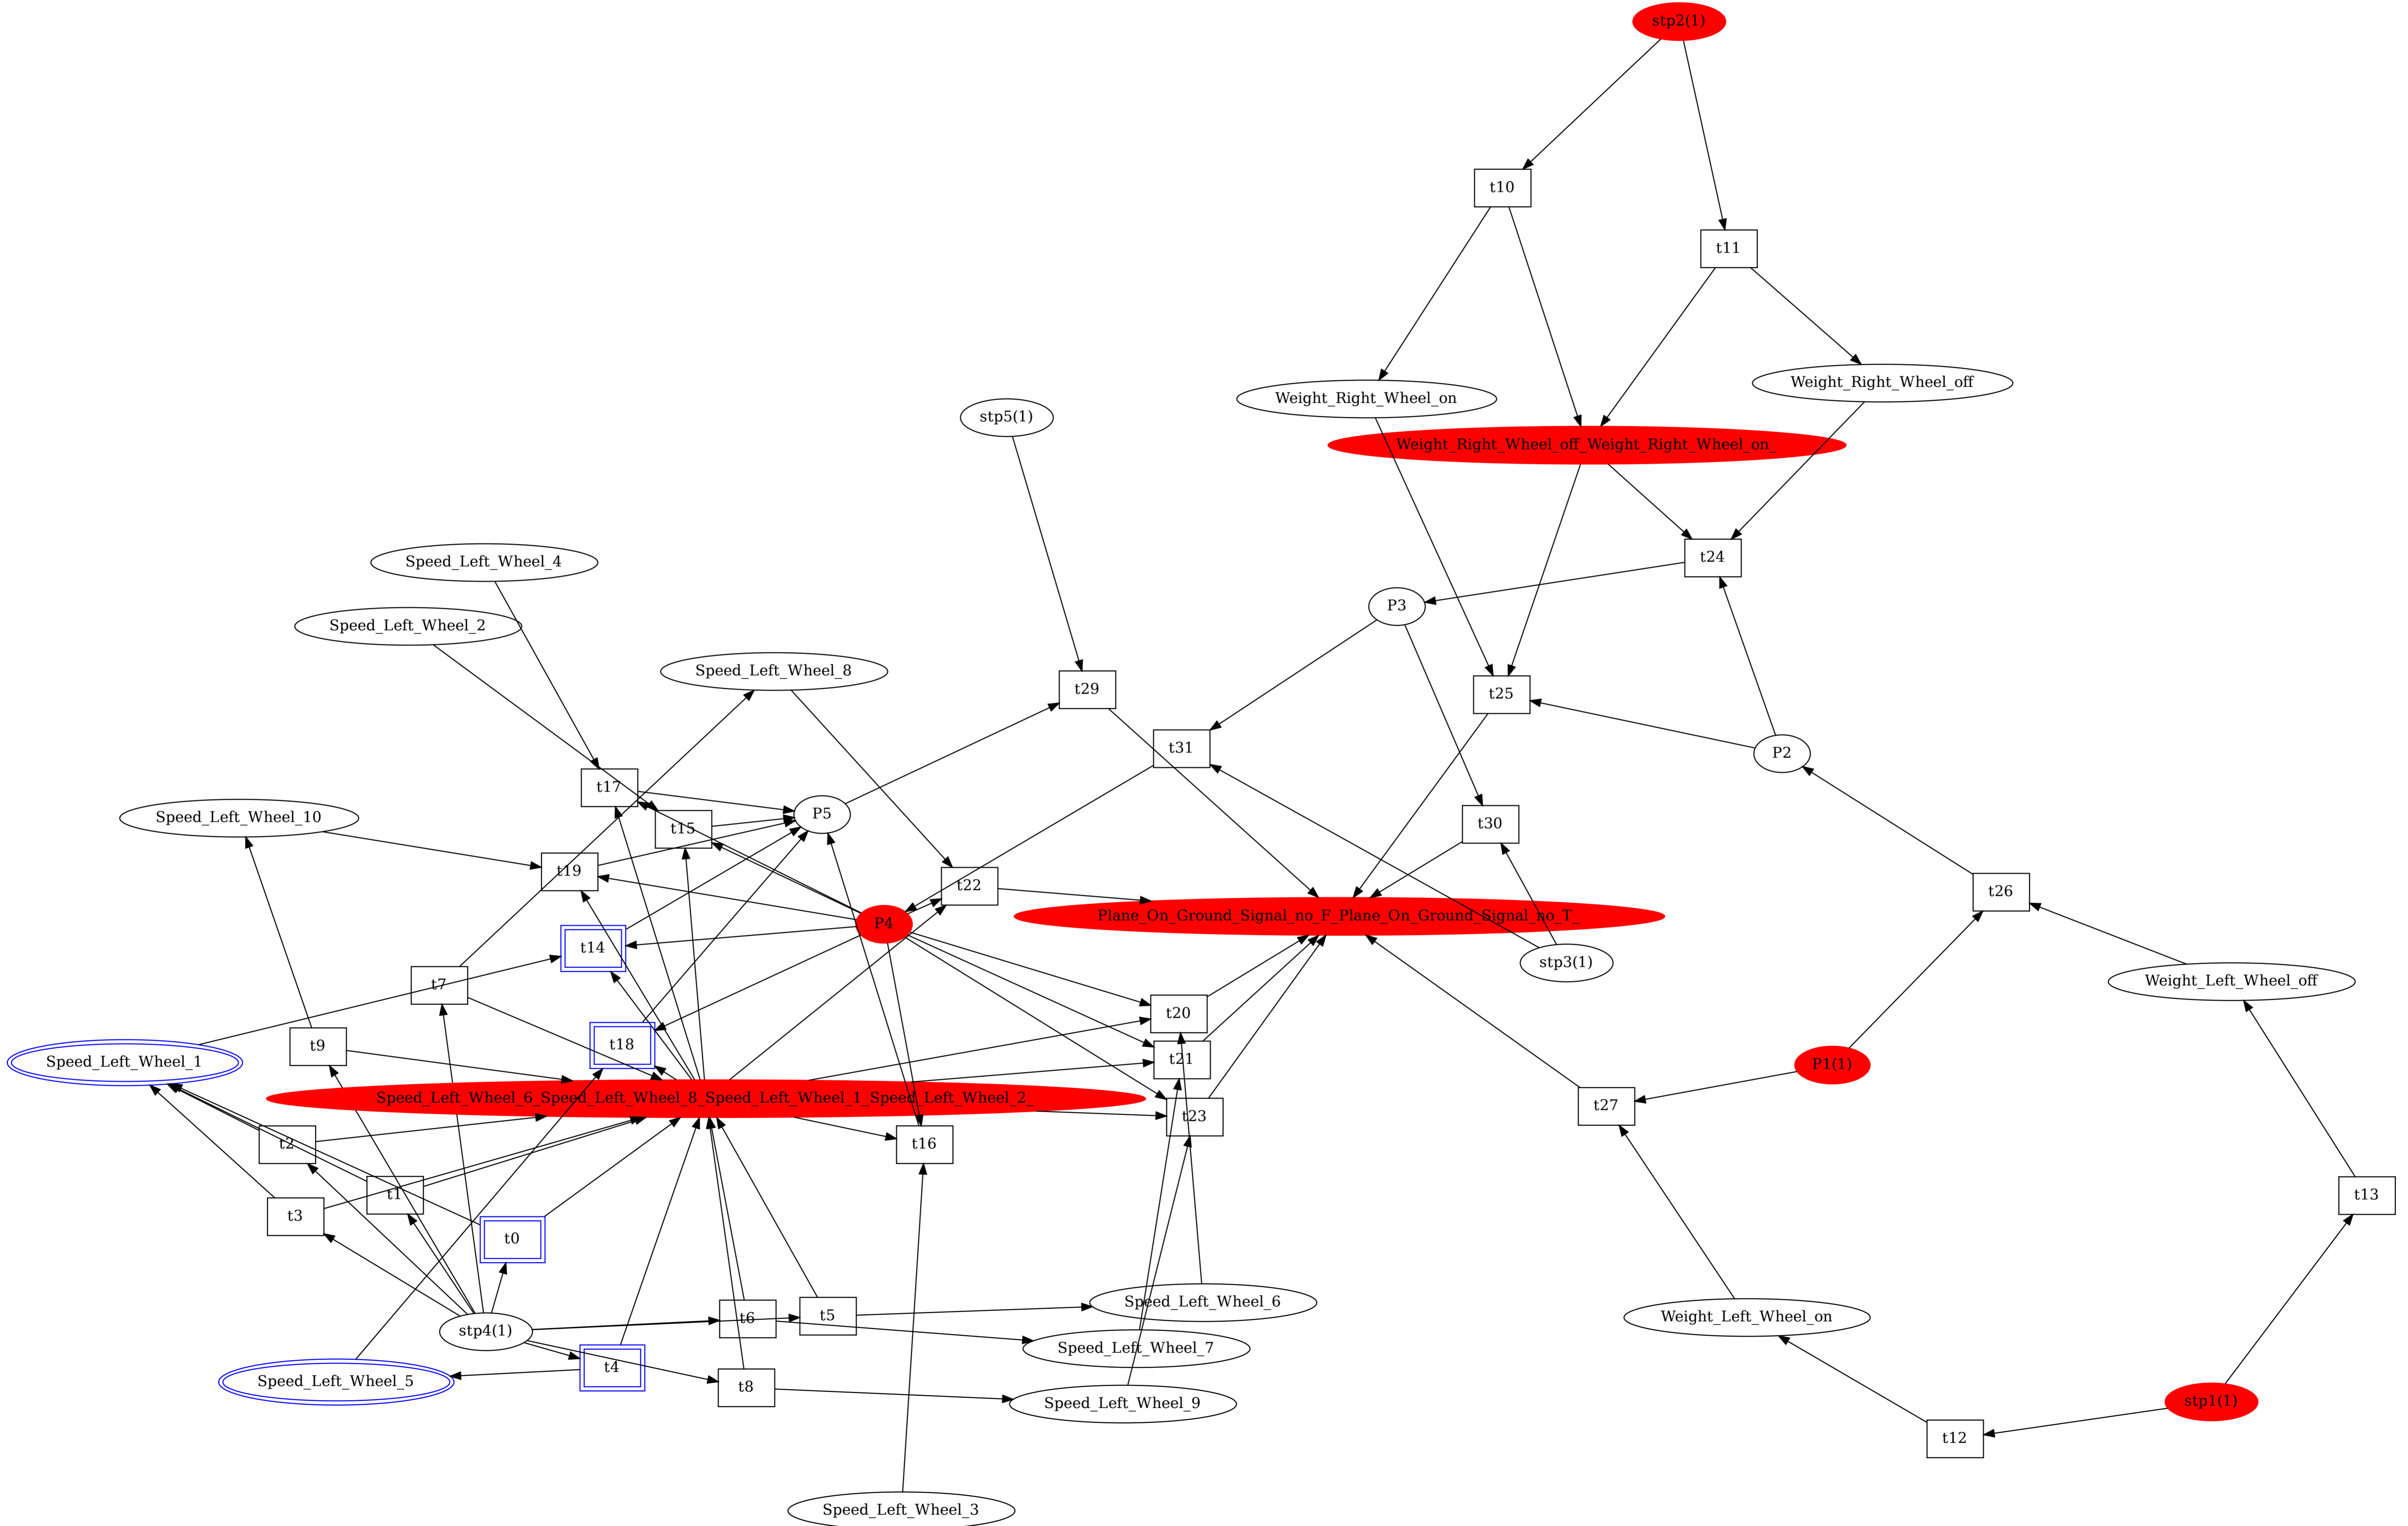 stp2(1)
t10
t11
Weight_Right_Wheel_off
Weight_Right_Wheel_on
stp5(1)
Weight_Right_Wheel_off_Weight_Right_Wheel_on_
t24
Speed_Left_Wheel_4
P3
Speed_Left_Wheel_2
Speed_Left_Wheel_8
t29
t25
t31
P2
t17
Speed_Left_Wheel_10
P5
t15
t30
t19
t22
t26
Plane_On_Ground_Signal_no_F_Plane_On_Ground_Signal_no_T_
P4
t14
stp3(1)
t7
Weight_Left_Wheel_off
t20
t18
t9
Speed_Left_Wheel_1
t21
P1(1)
Speed_Left_Wheel_6_Speed_Left_Wheel_8_Speed_Left_Wheel_1_Speed_Left_Wheel_2_
t27
t23
t2
t16
t1
t13
t3
t0
Speed_Left_Wheel_6
t5
t6
Weight_Left_Wheel_on
stp4(1)
Speed_Left_Wheel_7
t4
Speed_Left_Wheel_5
t8
stp1(1)
Speed_Left_Wheel_9
t12
Speed_Left_Wheel_3